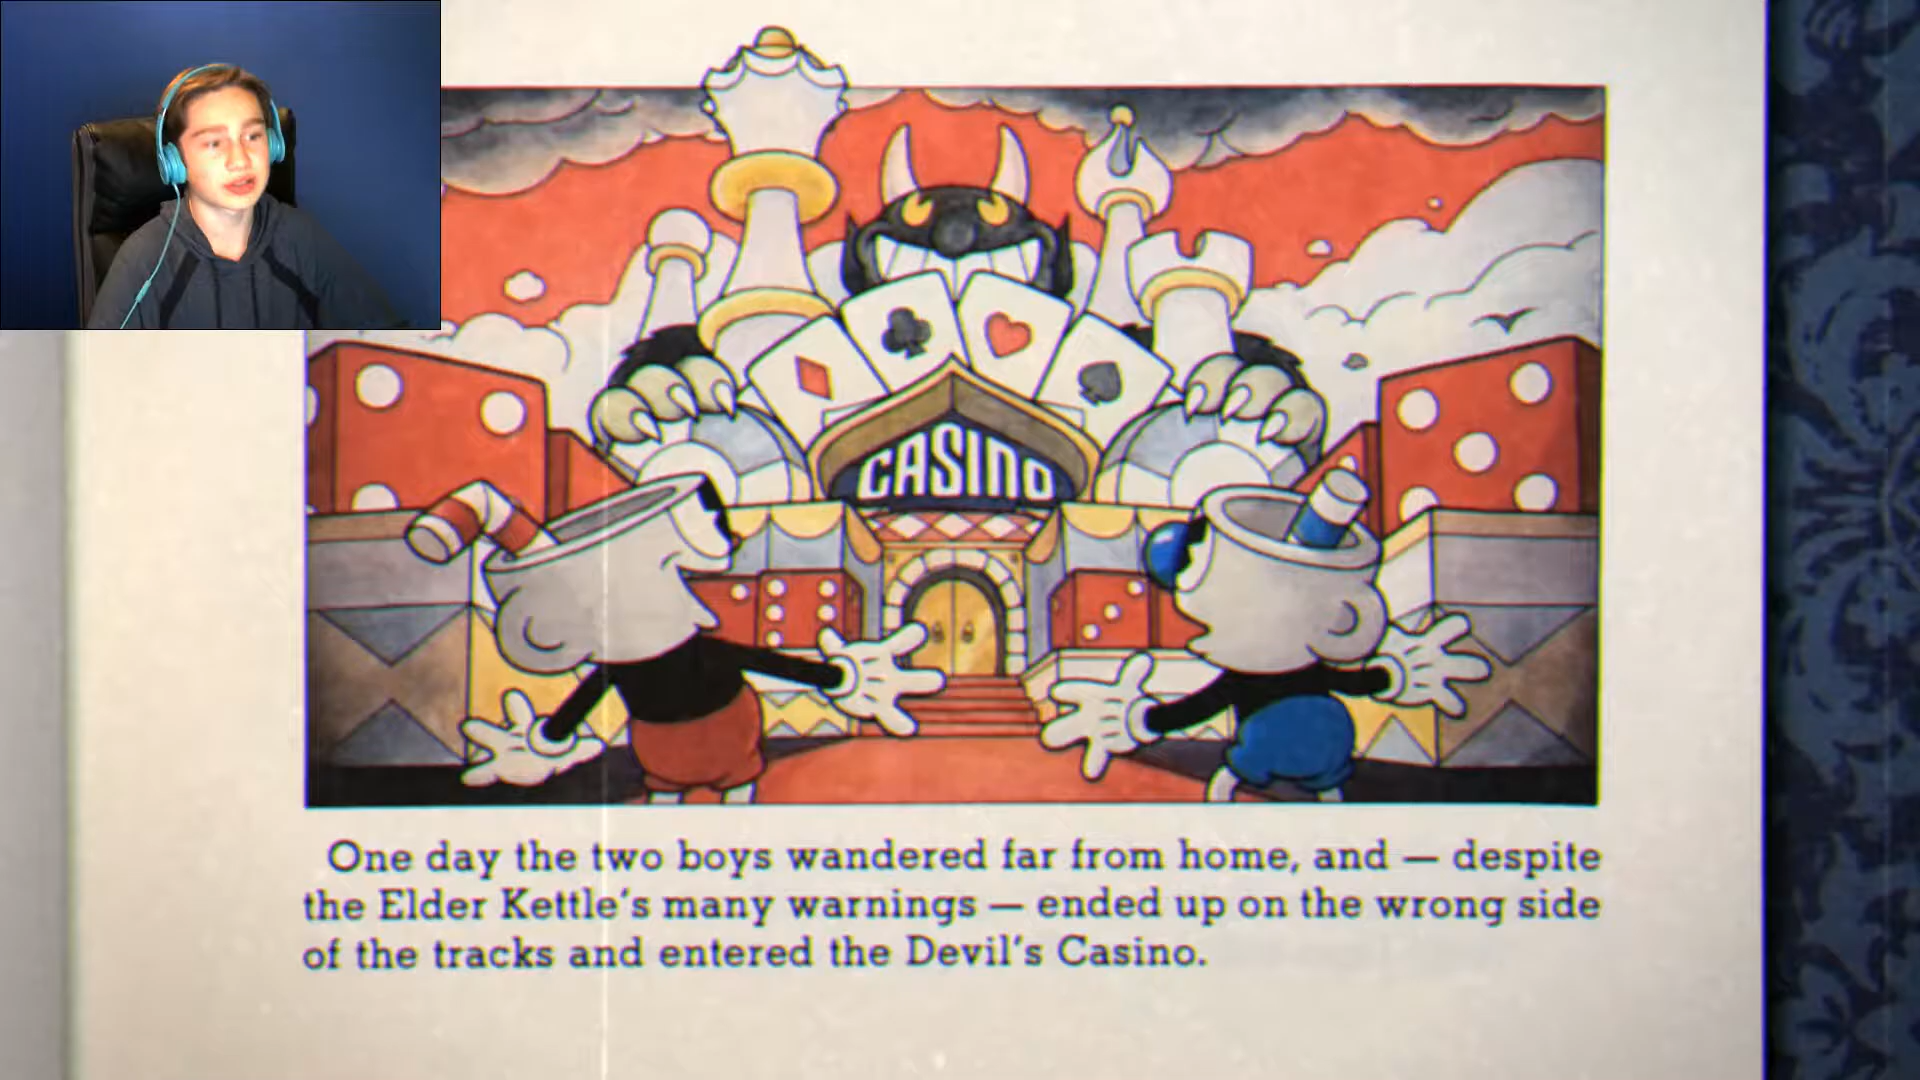 CASINO
One day the two boys wandered far from home, and — despite
the Elder Kettle's many warnings — ended up on the wrong side
of the tracks and entered the Devil's Casino.